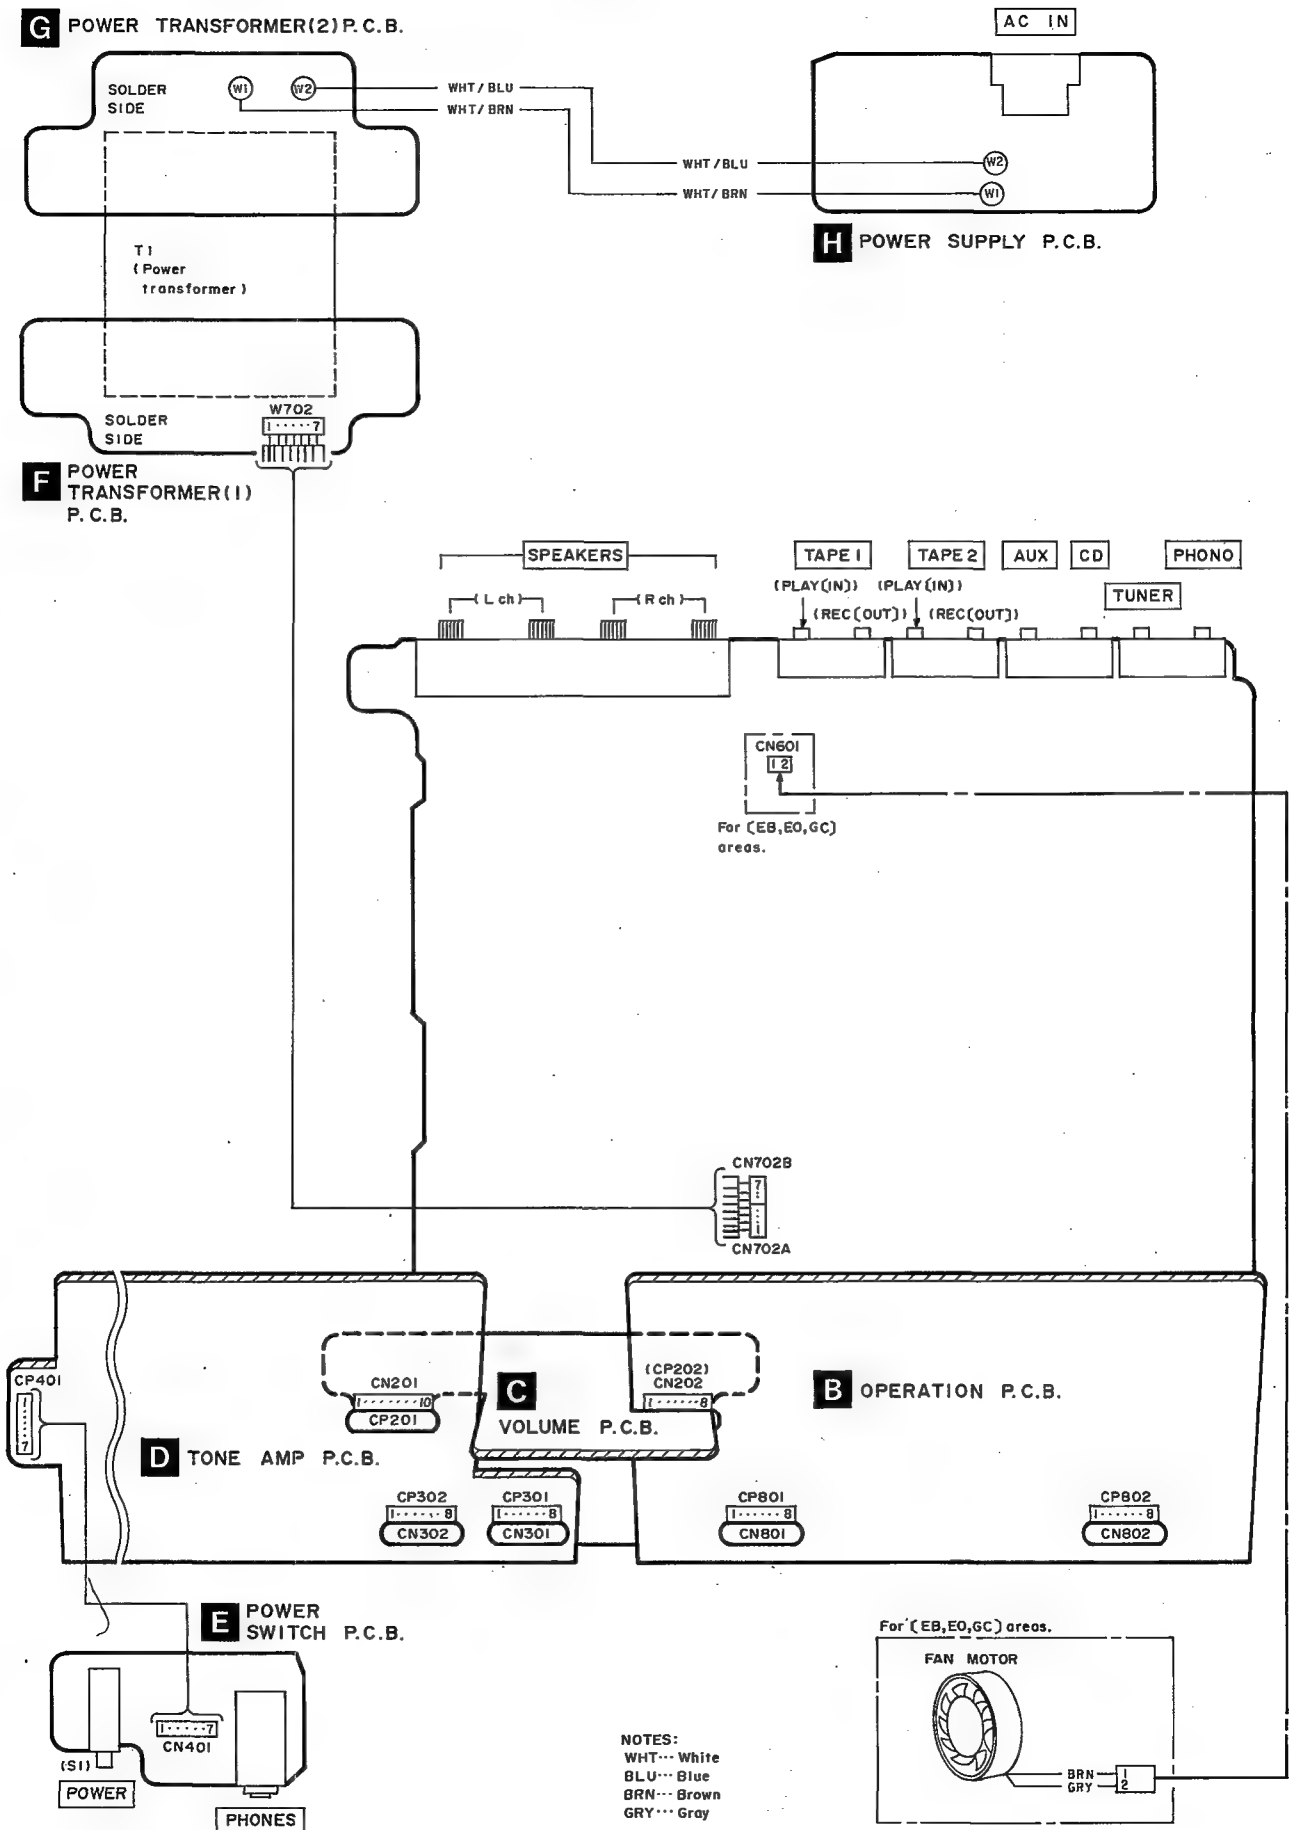 G POWER TRANSFORMER(2) P.C.B.
AC IN
SOLDER
SIDE
W1
W2
WHT/BLU
WHT/BRN
WHT/BLU
WHT/BRN
W2
W1
H POWER SUPPLY P.C.B.
T1
(Power
transformer)
W702
1 ····· 7
SOLDER
SIDE
F POWER
TRANSFORMER(1)
P.C.B.
SPEAKERS
TAPE 1
TAPE 2
AUX
CD
PHONO
(PLAY(IN))
(PLAY(IN))
TUNER
(L ch)
(R ch)
(REC(OUT))
(REC(OUT))
CN601
1 2
For (EB,EO,GC)
areas.
CN702B
7
1
CN702A
CP401
1
7
CN201
1 ······ 10
CP201
C
VOLUME P.C.B.
(CP202)
CN202
1 ····· 8
B OPERATION P.C.B.
D TONE AMP P.C.B.
CP302
1 ····· 8
CN302
CP301
1 ····· 8
CN301
CP801
1 ····· 8
CN801
CP802
1 ····· 8
CN802
E POWER
SWITCH P.C.B.
1 ····· 7
CN401
(S1)
POWER
PHONES
NOTES:
WHT··· White
BLU··· Blue
BRN··· Brown
GRY··· Gray
For (EB,EO,GC) areas.
FAN MOTOR
BRN 1
GRY 2